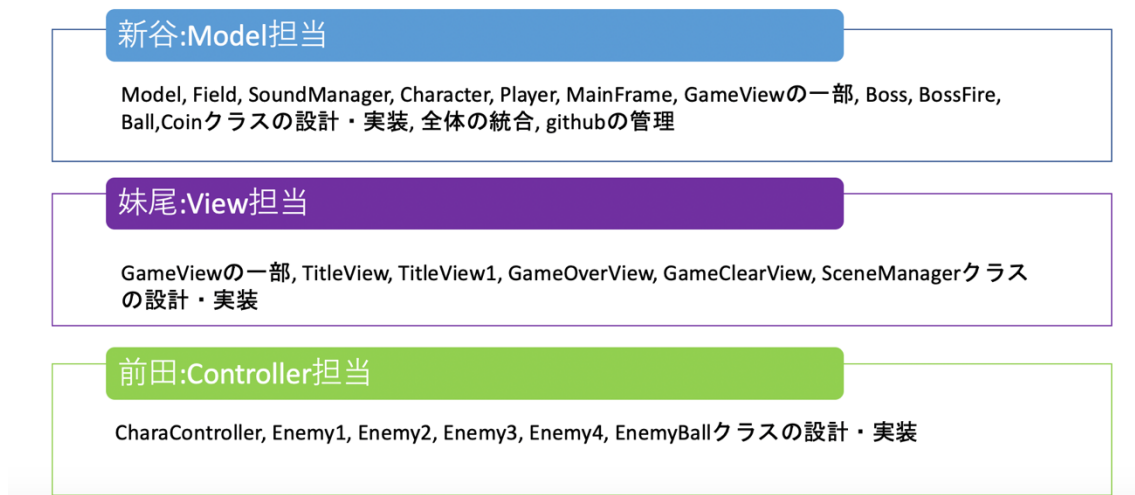 新谷:Model担当
Model, Field, SoundManager, Character, Player, MainFrame, GameViewの一部, Boss, BossFire,
Ball,Coinクラスの設計・実装, 全体の統合, githubの管理
妹尾:View担当
GameViewの一部, TitleView, TitleView1, GameOverView, GameClearView, SceneManagerクラス
の設計・実装
前田:Controller担当
CharaController, Enemy1, Enemy2, Enemy3, Enemy4, EnemyBallクラスの設計・実装